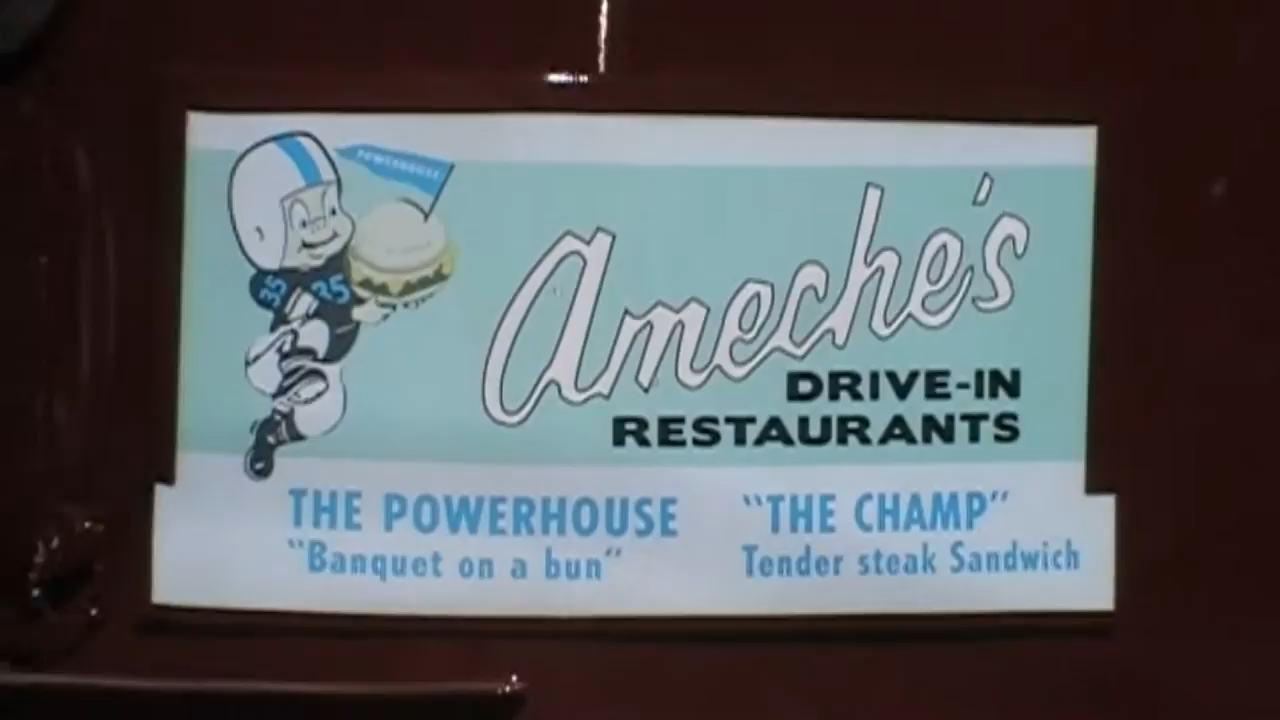 POWERHOUSE
35 35
Ameche's
DRIVE-IN
RESTAURANTS
THE POWERHOUSE
"Banquet on a bun"
"THE CHAMP"
Tender steak Sandwich